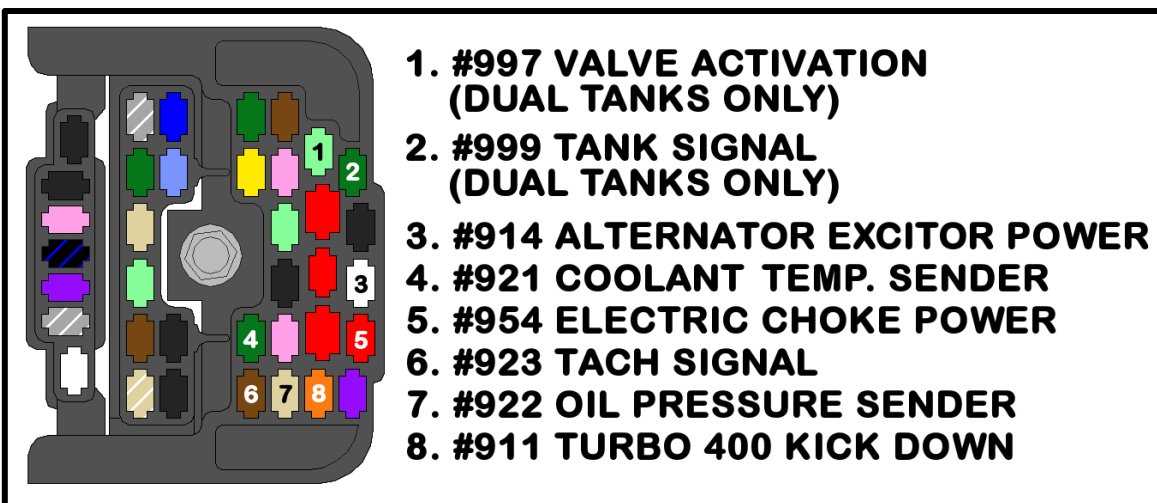 1. #997 VALVE ACTIVATION
(DUAL TANKS ONLY)
2. #999 TANK SIGNAL
(DUAL TANKS ONLY)
3. #914 ALTERNATOR EXCITOR POWER
4. #921 COOLANT TEMP. SENDER
5. #954 ELECTRIC CHOKE POWER
6. #923 TACH SIGNAL
7. #922 OIL PRESSURE SENDER
8. #911 TURBO 400 KICK DOWN
1
2
3
4
5
6
7
8